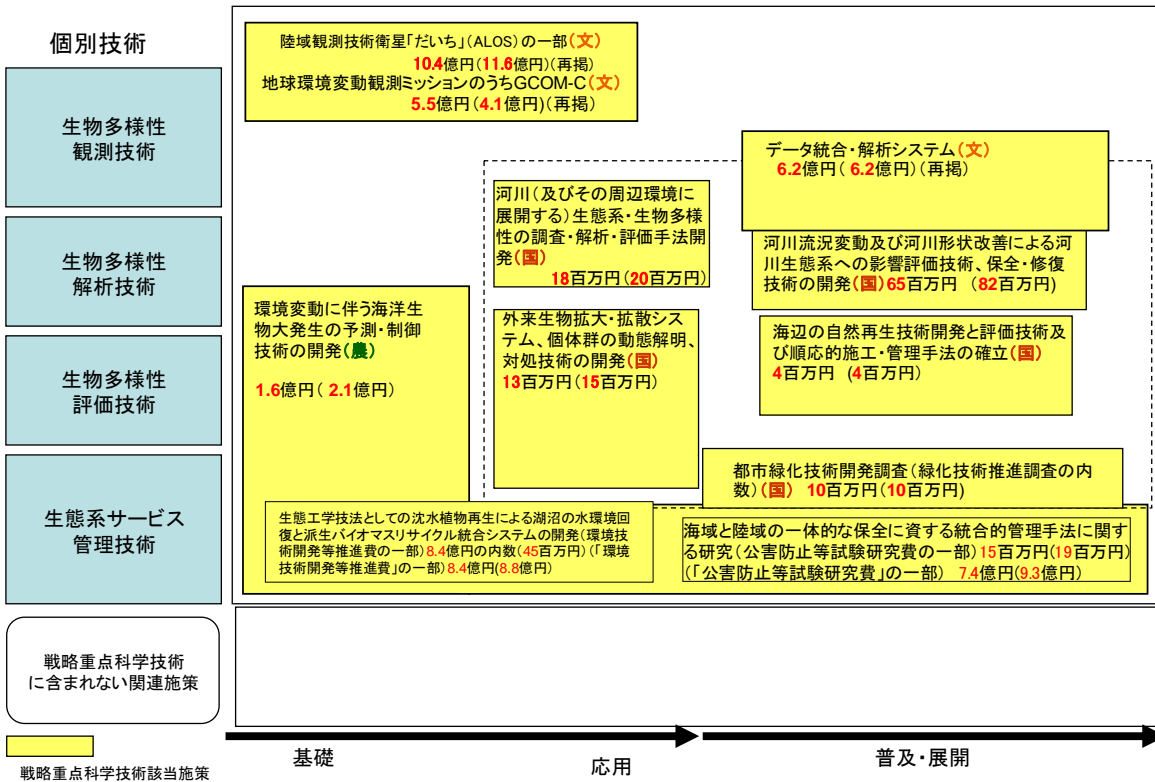 個別技術
生物多様性
観測技術
生物多様性
解析技術
生物多様性
評価技術
生態系サービス
管理技術
戦略重点科学技術
に含まれない関連施策
戦略重点科学技術該当施策
陸域観測技術衛星「だいち」(ALOS)の一部(文)
10.4億円(11.6億円)(再掲)
地球環境変動観測ミッションのうちGCOM-C(文)
5.5億円(4.1億円)(再掲)
データ統合・解析システム(文)
6.2億円( 6.2億円)(再掲)
河川(及びその周辺環境に
展開する)生態系・生物多様
性の調査・解析・評価手法開
発(国)
18百万円(20百万円)
河川流況変動及び河川形状改善による河
川生態系への影響評価技術、保全・修復
技術の開発(国)65百万円 (82百万円)
環境変動に伴う海洋生
物大発生の予測・制御
技術の開発(農)
1.6億円( 2.1億円)
外来生物拡大・拡散シス
テム、個体群の動態解明、
対処技術の開発(国)
13百万円(15百万円)
海辺の自然再生技術開発と評価技術及
び順応的施工・管理手法の確立(国)
4百万円 (4百万円)
都市緑化技術開発調査(緑化技術推進調査の内
数)(国) 10百万円(10百万円)
生態工学技法としての沈水植物再生による湖沼の水環境回
復と派生バイオマスリサイクル統合システムの開発(環境技
術開発等推進費の一部)8.4億円の内数(45百万円)(「環境
技術開発等推進費」の一部)8.4億円(8.8億円)
海域と陸域の一体的な保全に資する統合的管理手法に関す
る研究(公害防止等試験研究費の一部)15百万円(19百万円)
(「公害防止等試験研究費」の一部) 7.4億円(9.3億円)
基礎
応用
普及・展開